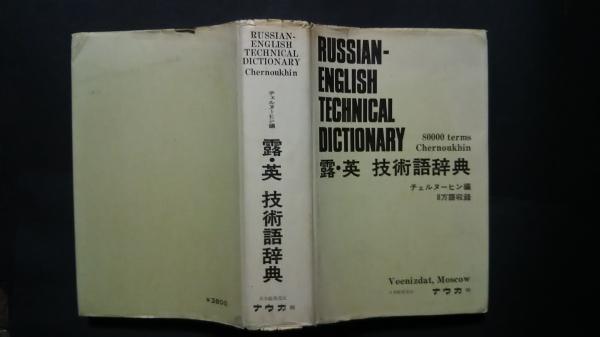 ¥3800
RUSSIAN-
ENGLISH
TECHNICAL
DICTIONARY
Chernoukhin
チェルヌーヒン編
露・英 技術語辞典
ナウカ
RUSSIAN-
ENGLISH
TECHNICAL
DICTIONARY
80000 terms
Chernoukhin
露・英 技術語辞典
チェルヌーヒン編
8万語収録
Voenizdat, Moscow
ナウカ